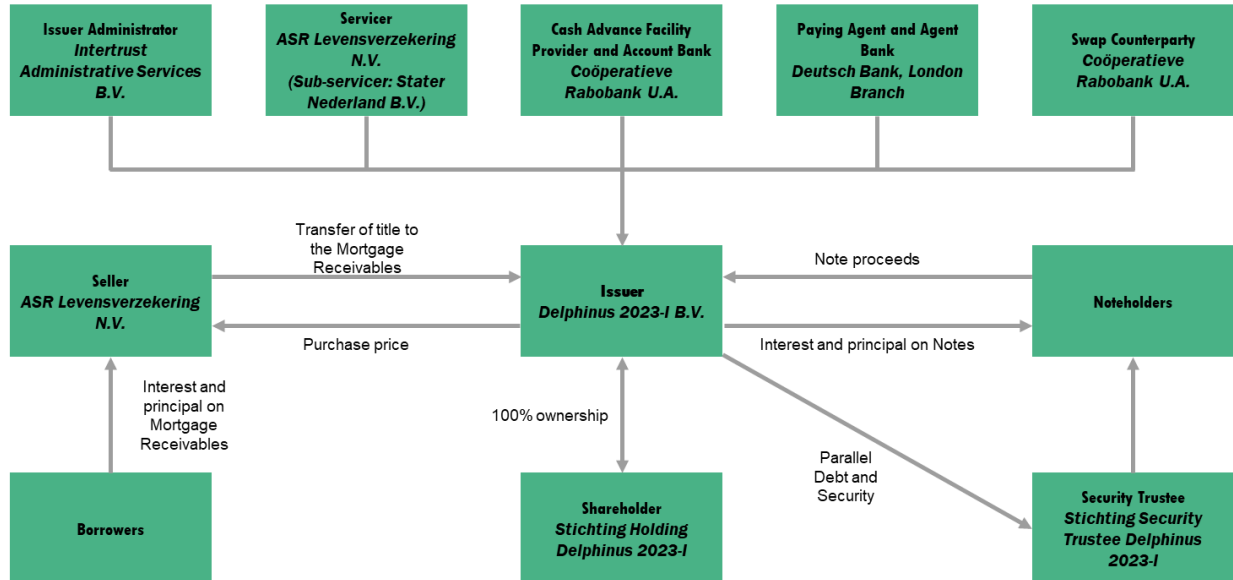 Issuer Administrator
Intertrust
Administrative Services
B.V.
Servicer
ASR Levensverzekering
N.V.
(Sub-servicer: Stater
Nederland B.V.)
Cash Advance Facility
Provider and Account Bank
Coöperatieve
Rabobank U.A.
Paying Agent and Agent
Bank
Deutsch Bank, London
Branch
Swap Counterparty
Coöperatieve
Rabobank U.A.
Transfer of title to
the Mortgage
Receivables
Note proceeds
Seller
ASR Levensverzekering
N.V.
Issuer
Delphinus 2023-I B.V.
Noteholders
Purchase price
Interest and principal on Notes
Interest and
principal on
Mortgage
Receivables
100% ownership
Parallel
Debt and
Security
Borrowers
Shareholder
Stichting Holding
Delphinus 2023-I
Security Trustee
Stichting Security
Trustee Delphinus
2023-I